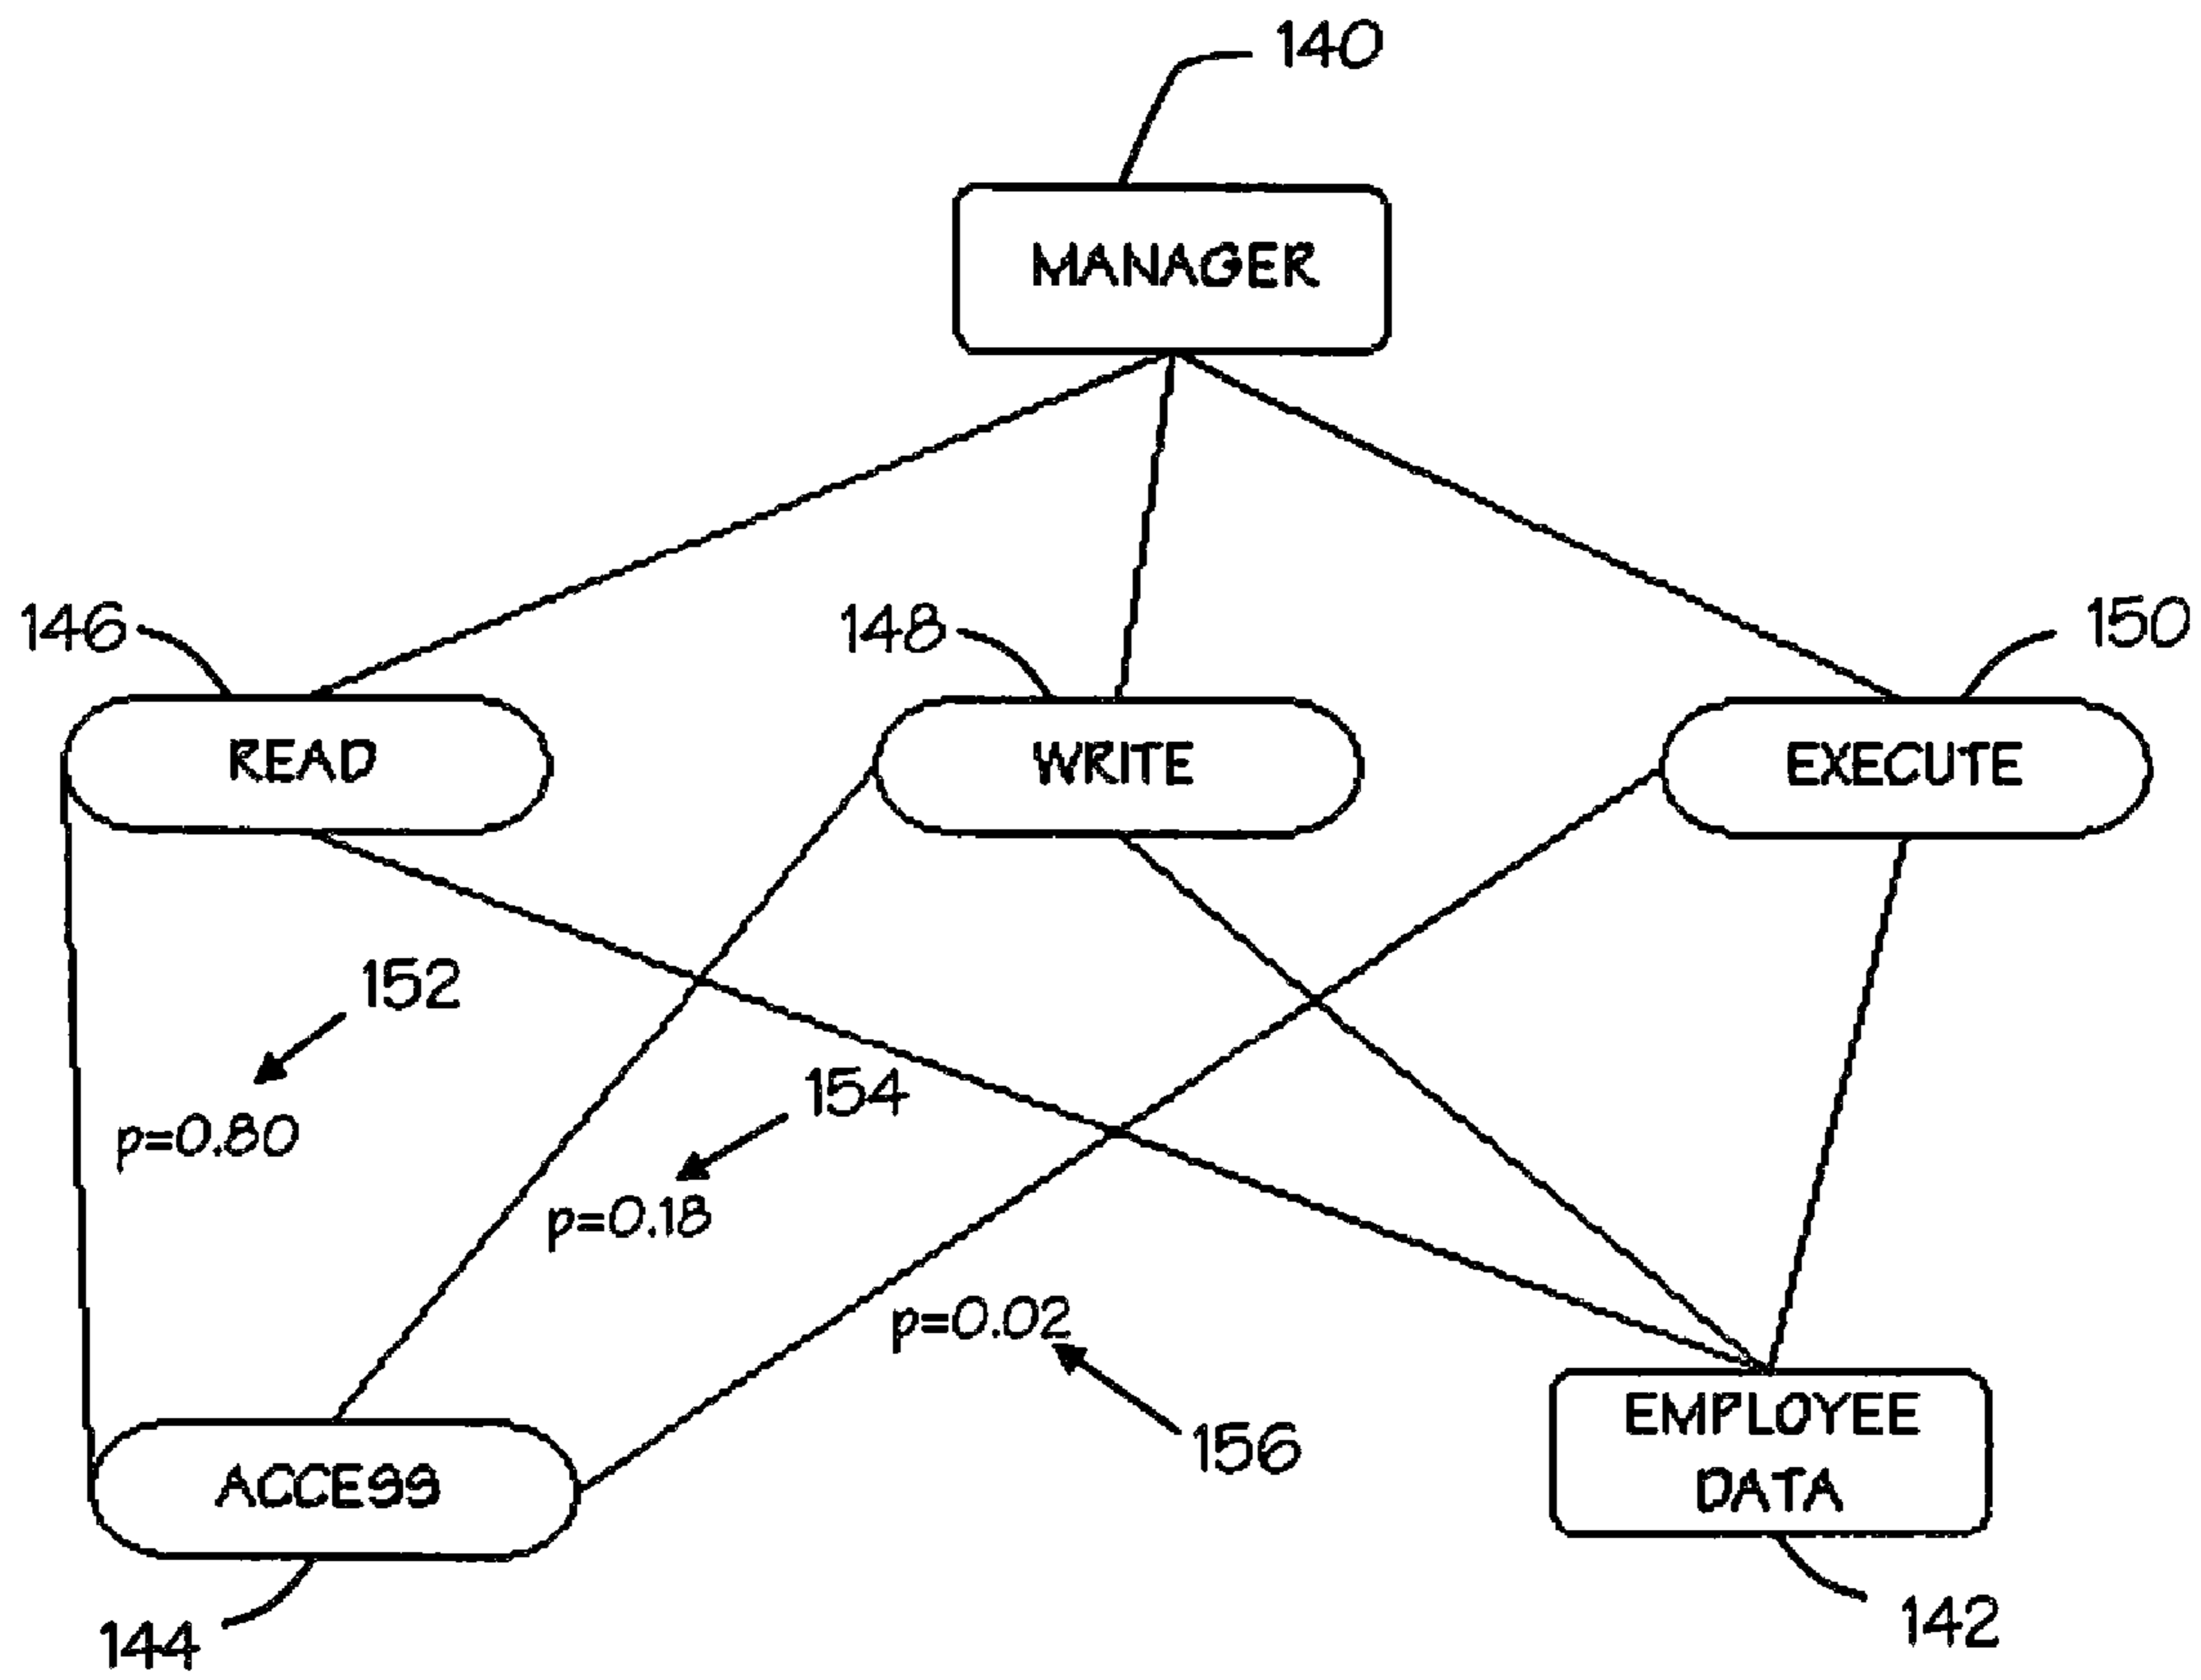 140
MANAGER
146
148
150
READ
WRITE
EXECUTE
152
154
p=0.80
p=0.18
p=0.02
156
EMPLOYEE
DATA
ACCESS
144
142